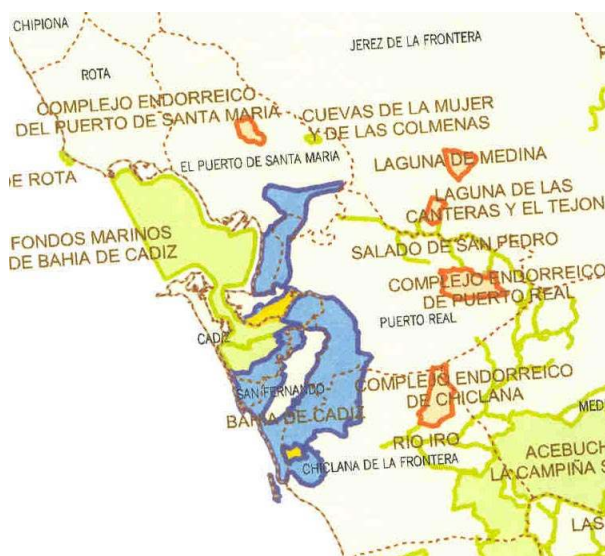 CHIPIONA
JEREZ DE LA FRONTERA
ROTA
COMPLEJO ENDORREICO
DEL PUERTO DE SANTA MARIA
CUEVAS DE LA MUJER
Y DE LAS COLMENAS
EL PUERTO DE SANTA MARIA
LAGUNA DE MEDINA
DE ROTA
LAGUNA DE LAS
CANTERAS Y EL TEJON
FONDOS MARINOS
DE BAHIA DE CADIZ
SALADO DE SAN PEDRO
COMPLEJO ENDORREICO
DE PUERTO REAL
PUERTO REAL
CADIZ
SAN FERNANDO
COMPLEJO ENDORREICO
DE CHICLANA
BAHIA DE CADIZ
MED
RIO IRO
CHICLANA DE LA FRONTERA
ACEBUCH
LA CAMPIÑA S
LAS